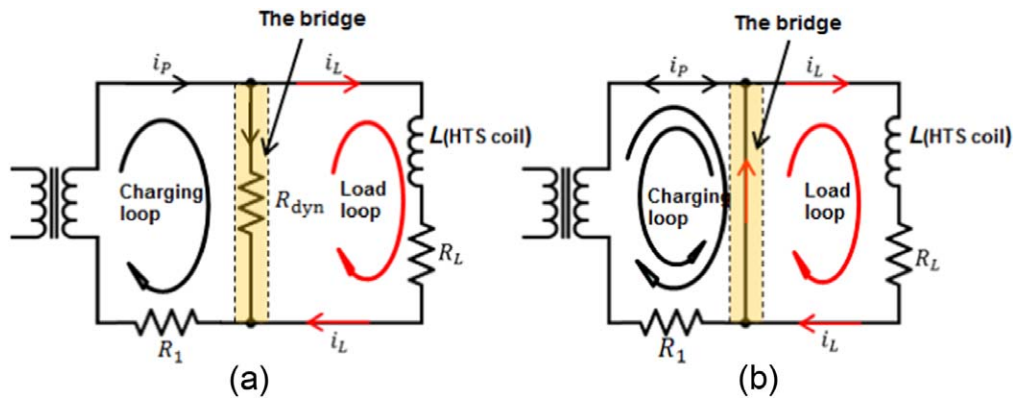 The bridge
i_P
i_L
L(HTS coil)
Charging
loop
R_dyn
Load
loop
R_L
R_1
i_L
(a)
The bridge
i_P
i_L
L(HTS coil)
Charging
loop
Load
loop
R_L
R_1
i_L
(b)